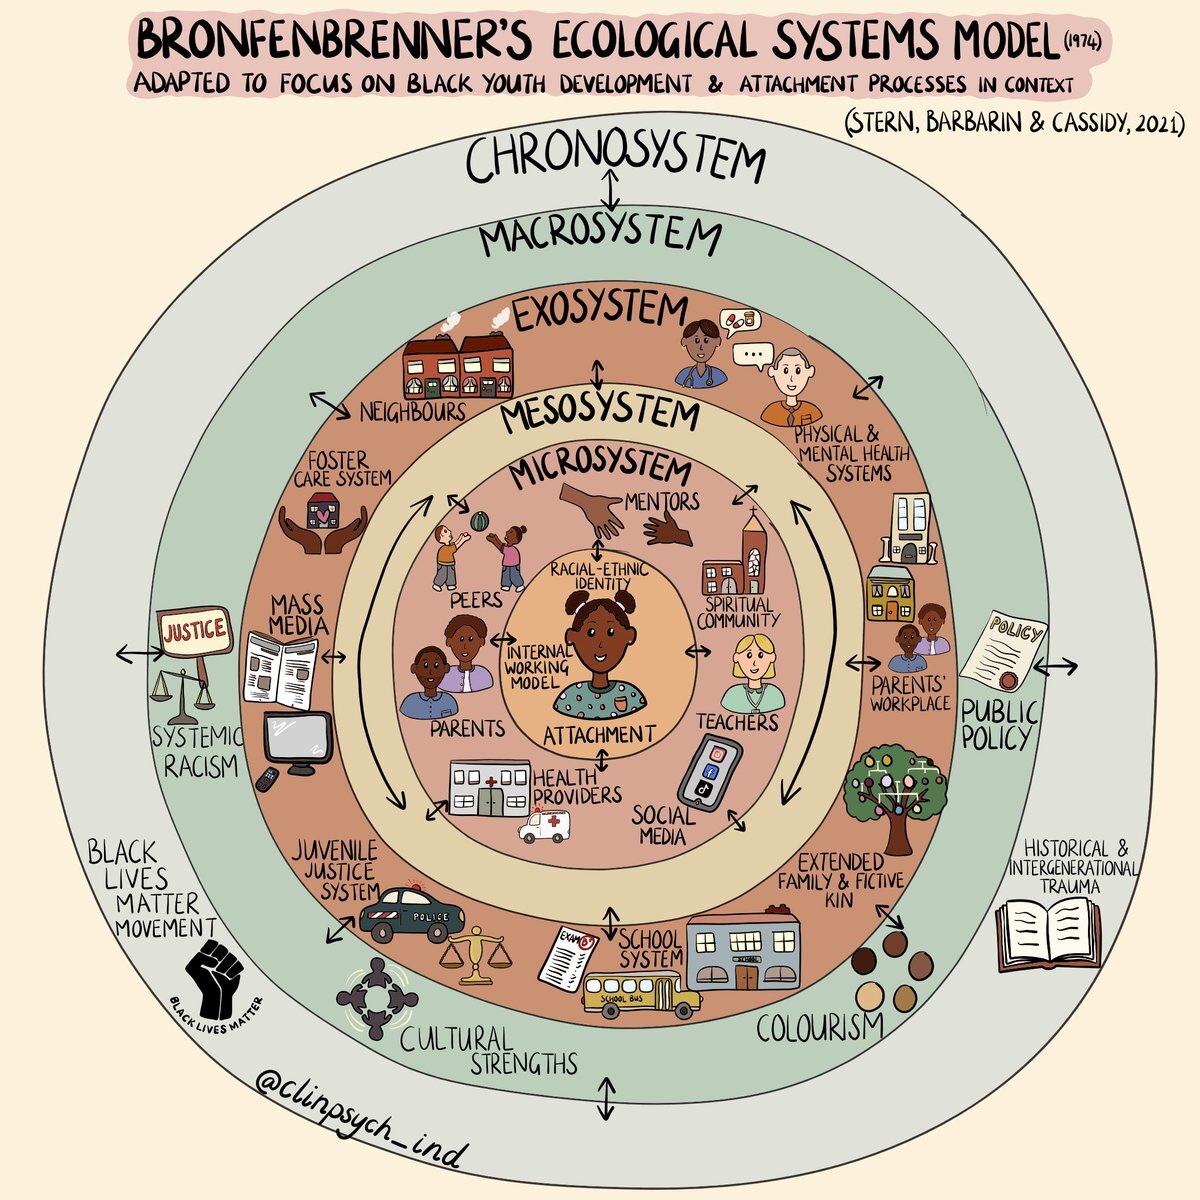 BRONFENBRENNER'S ECOLOGICAL SYSTEMS MODEL (1974)
ADAPTED TO FOCUS ON BLACK YOUTH DEVELOPMENT & ATTACHMENT PROCESSES IN CONTEXT
(STERN, BARBARIN & CASSIDY, 2021)
CHRONOSYSTEM
MACROSYSTEM
EXOSYSTEM
NEIGHBOURS
PHYSICAL &
MENTAL HEALTH
SYSTEMS
MESOSYSTEM
MICROSYSTEM
FOSTER
CARE SYSTEM
MENTORS
RACIAL-ETHNIC
IDENTITY
PEERS
SPIRITUAL
COMMUNITY
MASS
MEDIA
JUSTICE
POLICY
INTERNAL
WORKING
MODEL
PARENTS
ATTACHMENT
TEACHERS
PARENTS'
WORKPLACE
SYSTEMIC
RACISM
PUBLIC
POLICY
HEALTH
PROVIDERS
SOCIAL
MEDIA
BLACK
LIVES
MATTER
MOVEMENT
BLACK LIVES MATTER
JUVENILE
JUSTICE
SYSTEM
POLICE
EXTENDED
FAMILY & FICTIVE
KIN
HISTORICAL &
INTERGENERATIONAL
TRAUMA
EXAM
SCHOOL
SYSTEM
SCHOOL
SCHOOL BUS
CULTURAL
STRENGTHS
COLOURISM
@clinpsych_ind